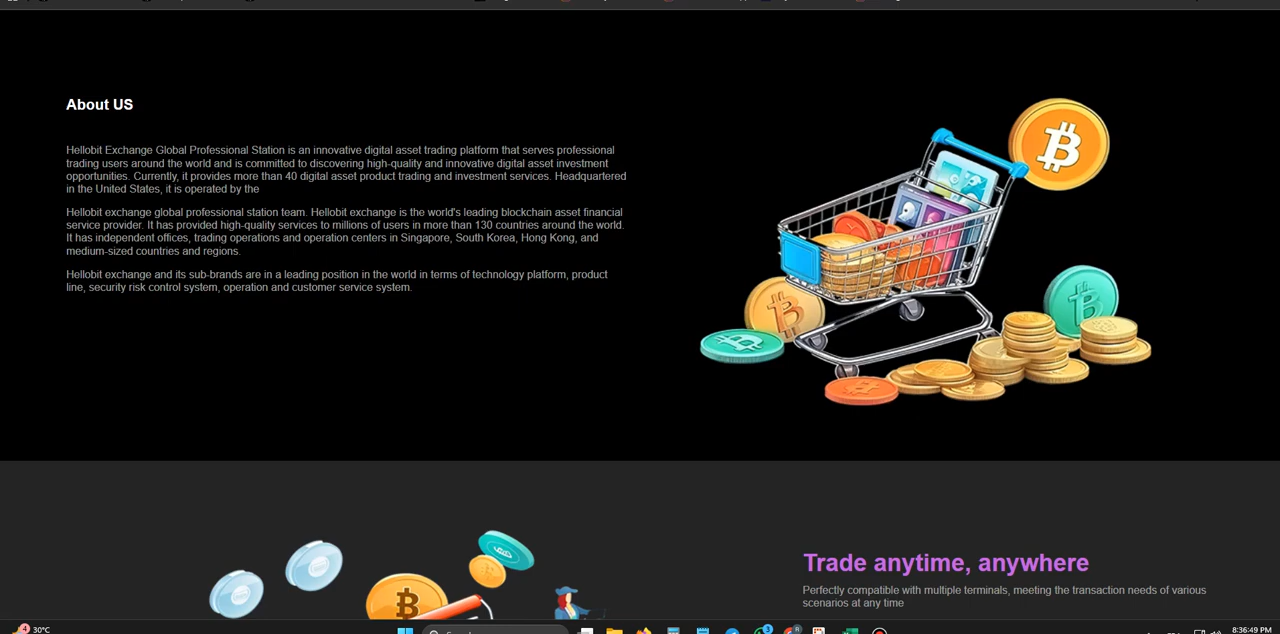 About US
Hellobit Exchange Global Professional Station is an innovative digital asset trading platform that serves professional
trading users around the world and is committed to discovering high-quality and innovative digital asset investment
opportunities. Currently, it provides more than 40 digital asset product trading and investment services. Headquartered
in the United States, it is operated by the
Hellobit exchange global professional station team. Hellobit exchange is the world's leading blockchain asset financial
service provider. It has provided high-quality services to millions of users in more than 130 countries around the world.
It has independent offices, trading operations and operation centers in Singapore, South Korea, Hong Kong, and
medium-sized countries and regions.
Hellobit exchange and its sub-brands are in a leading position in the world in terms of technology platform, product
line, security risk control system, operation and customer service system.
Trade anytime, anywhere
Perfectly compatible with multiple terminals, meeting the transaction needs of various
scenarios at any time
4
30°C
3
8:36:49 PM